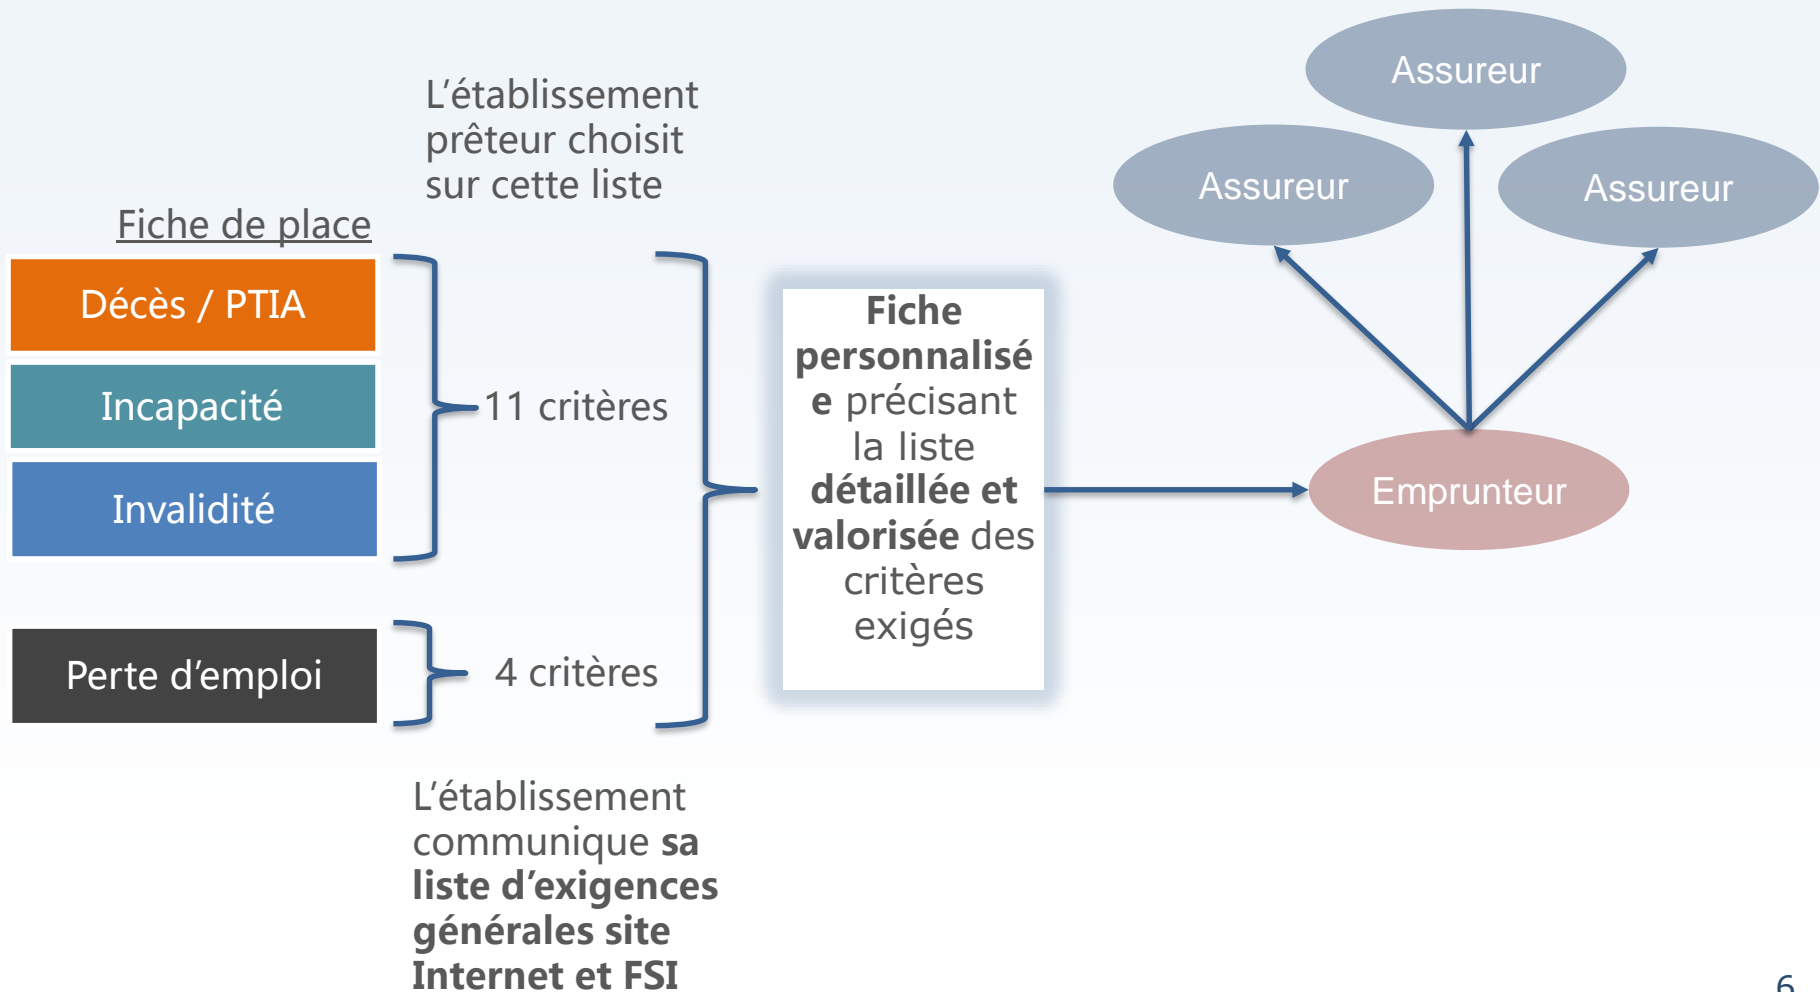 L’établissement
prêteur choisit
sur cette liste
Fiche de place
Décès / PTIA
Incapacité
Invalidité
11 critères
Perte d’emploi
4 critères
L’établissement
communique sa
liste d’exigences
générales site
Internet et FSI
Fiche
personnalisé
e précisant
la liste
détaillée et
valorisée des
critères
exigés
Assureur
Assureur
Assureur
Emprunteur
6